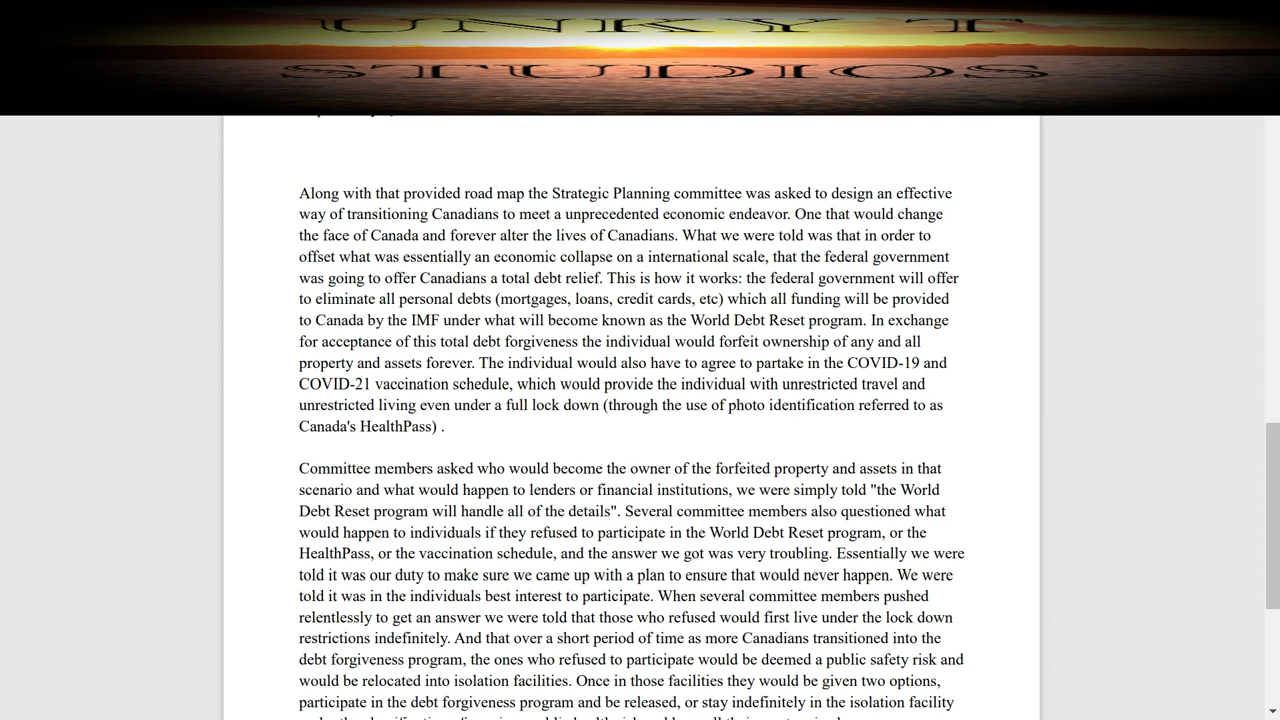 UNKY T
STUDIOS
Along with that provided road map the Strategic Planning committee was asked to design an effective
way of transitioning Canadians to meet a unprecedented economic endeavor. One that would change
the face of Canada and forever alter the lives of Canadians. What we were told was that in order to
offset what was essentially an economic collapse on a international scale, that the federal government
was going to offer Canadians a total debt relief. This is how it works: the federal government will offer
to eliminate all personal debts (mortgages, loans, credit cards, etc) which all funding will be provided
to Canada by the IMF under what will become known as the World Debt Reset program. In exchange
for acceptance of this total debt forgiveness the individual would forfeit ownership of any and all
property and assets forever. The individual would also have to agree to partake in the COVID-19 and
COVID-21 vaccination schedule, which would provide the individual with unrestricted travel and
unrestricted living even under a full lock down (through the use of photo identification referred to as
Canada's HealthPass) .
Committee members asked who would become the owner of the forfeited property and assets in that
scenario and what would happen to lenders or financial institutions, we were simply told "the World
Debt Reset program will handle all of the details". Several committee members also questioned what
would happen to individuals if they refused to participate in the World Debt Reset program, or the
HealthPass, or the vaccination schedule, and the answer we got was very troubling. Essentially we were
told it was our duty to make sure we came up with a plan to ensure that would never happen. We were
told it was in the individuals best interest to participate. When several committee members pushed
relentlessly to get an answer we were told that those who refused would first live under the lock down
restrictions indefinitely. And that over a short period of time as more Canadians transitioned into the
debt forgiveness program, the ones who refused to participate would be deemed a public safety risk and
would be relocated into isolation facilities. Once in those facilities they would be given two options,
participate in the debt forgiveness program and be released, or stay indefinitely in the isolation facility